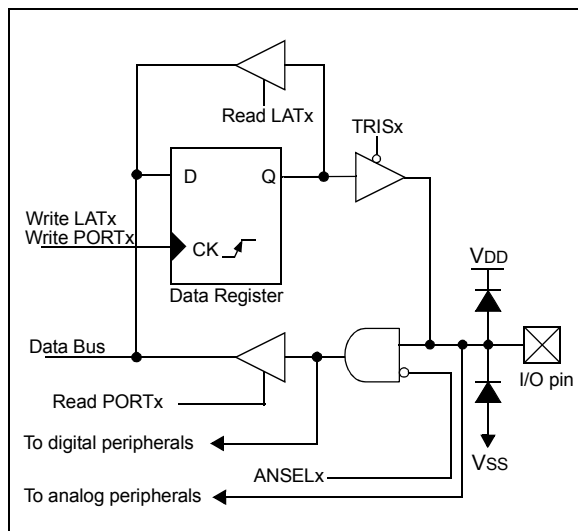 Read LATx
TRISx
D Q
Write LATx
Write PORTx
CK
Data Register
VDD
Data Bus
I/O pin
Read PORTx
To digital peripherals
VSS
ANSELx
To analog peripherals